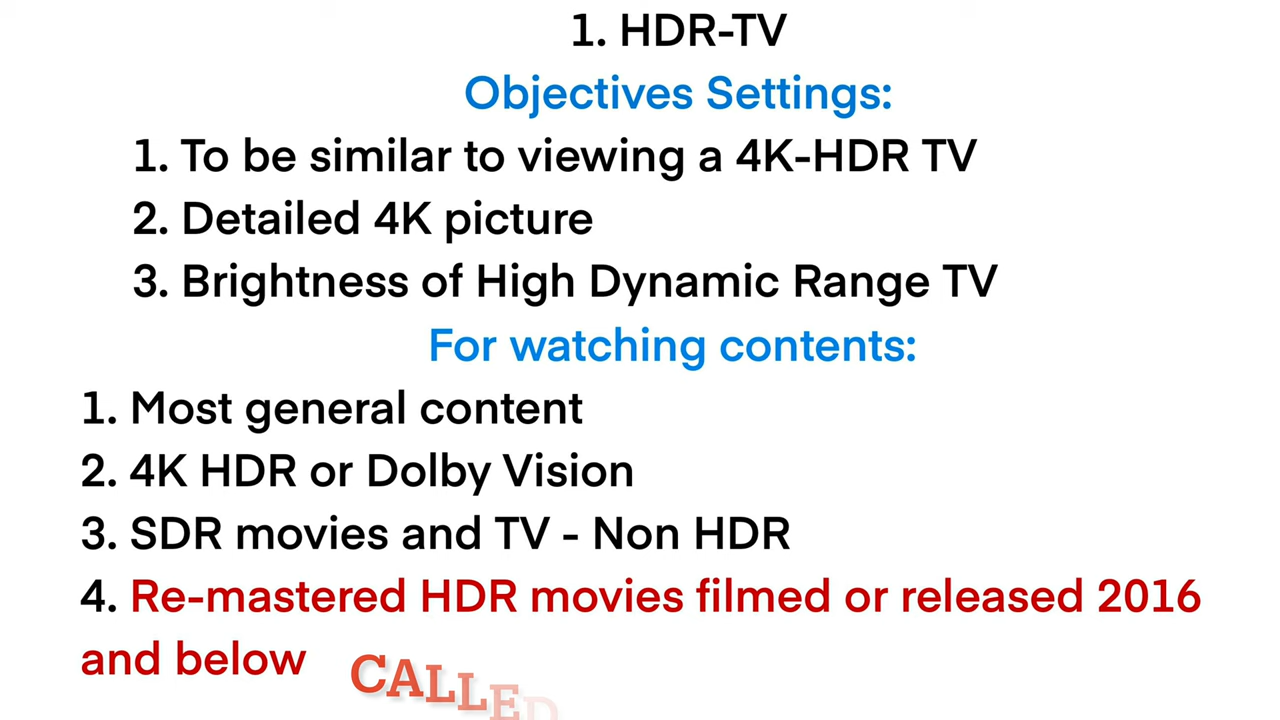 1. HDR-TV
Objectives Settings:
1. To be similar to viewing a 4K-HDR TV
2. Detailed 4K picture
3. Brightness of High Dynamic Range TV
For watching contents:
1. Most general content
2. 4K HDR or Dolby Vision
3. SDR movies and TV - Non HDR
4. Re-mastered HDR movies filmed or released 2016
and below CALLED